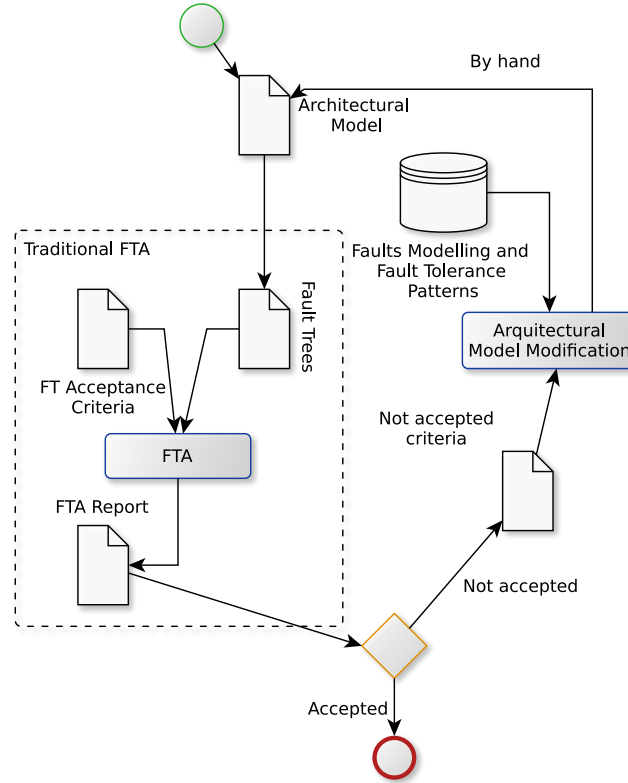 By hand
Architectural
Model
Traditional FTA
Faults Modelling and
Fault Tolerance
Patterns
Fault Trees
Arquitectural
Model Modification
FT Acceptance
Criteria
Not accepted
criteria
FTA
FTA Report
Not accepted
Accepted